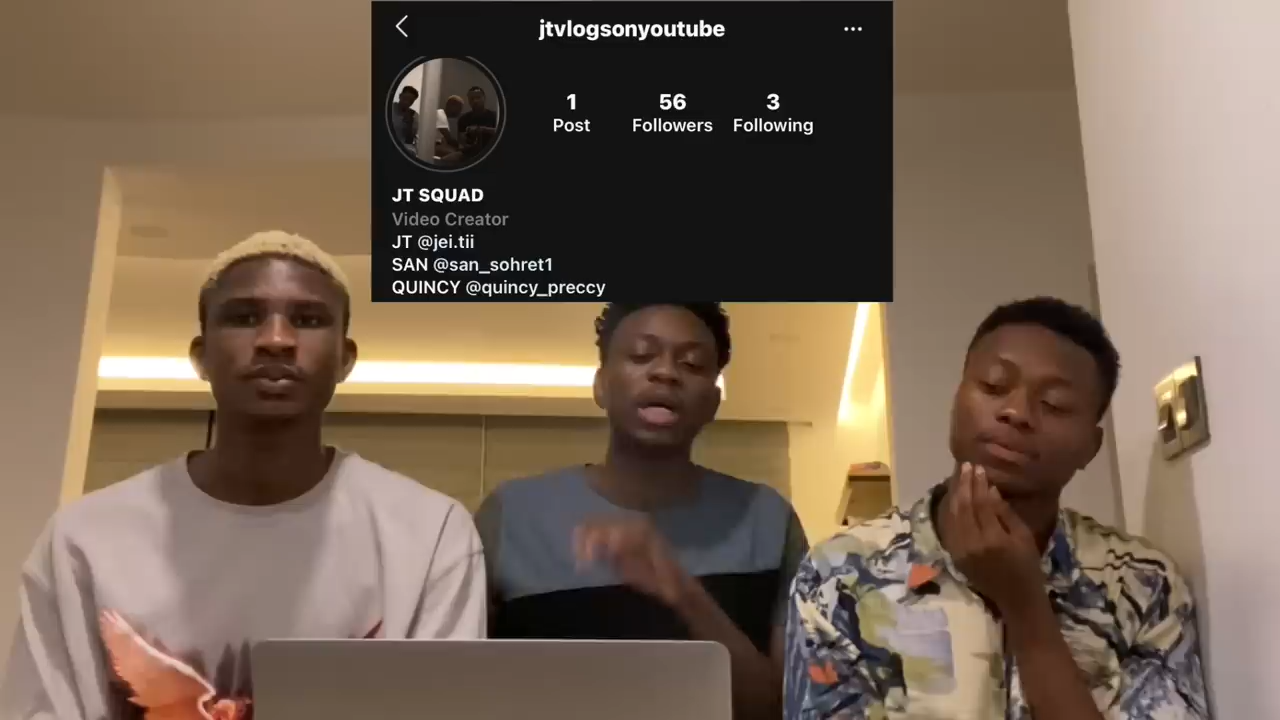 jtvlogsonyoutube
1 56 3
Post Followers Following
JT SQUAD
Video Creator
JT @jei.tii
SAN @san_sohret1
QUINCY @quincy_preccy